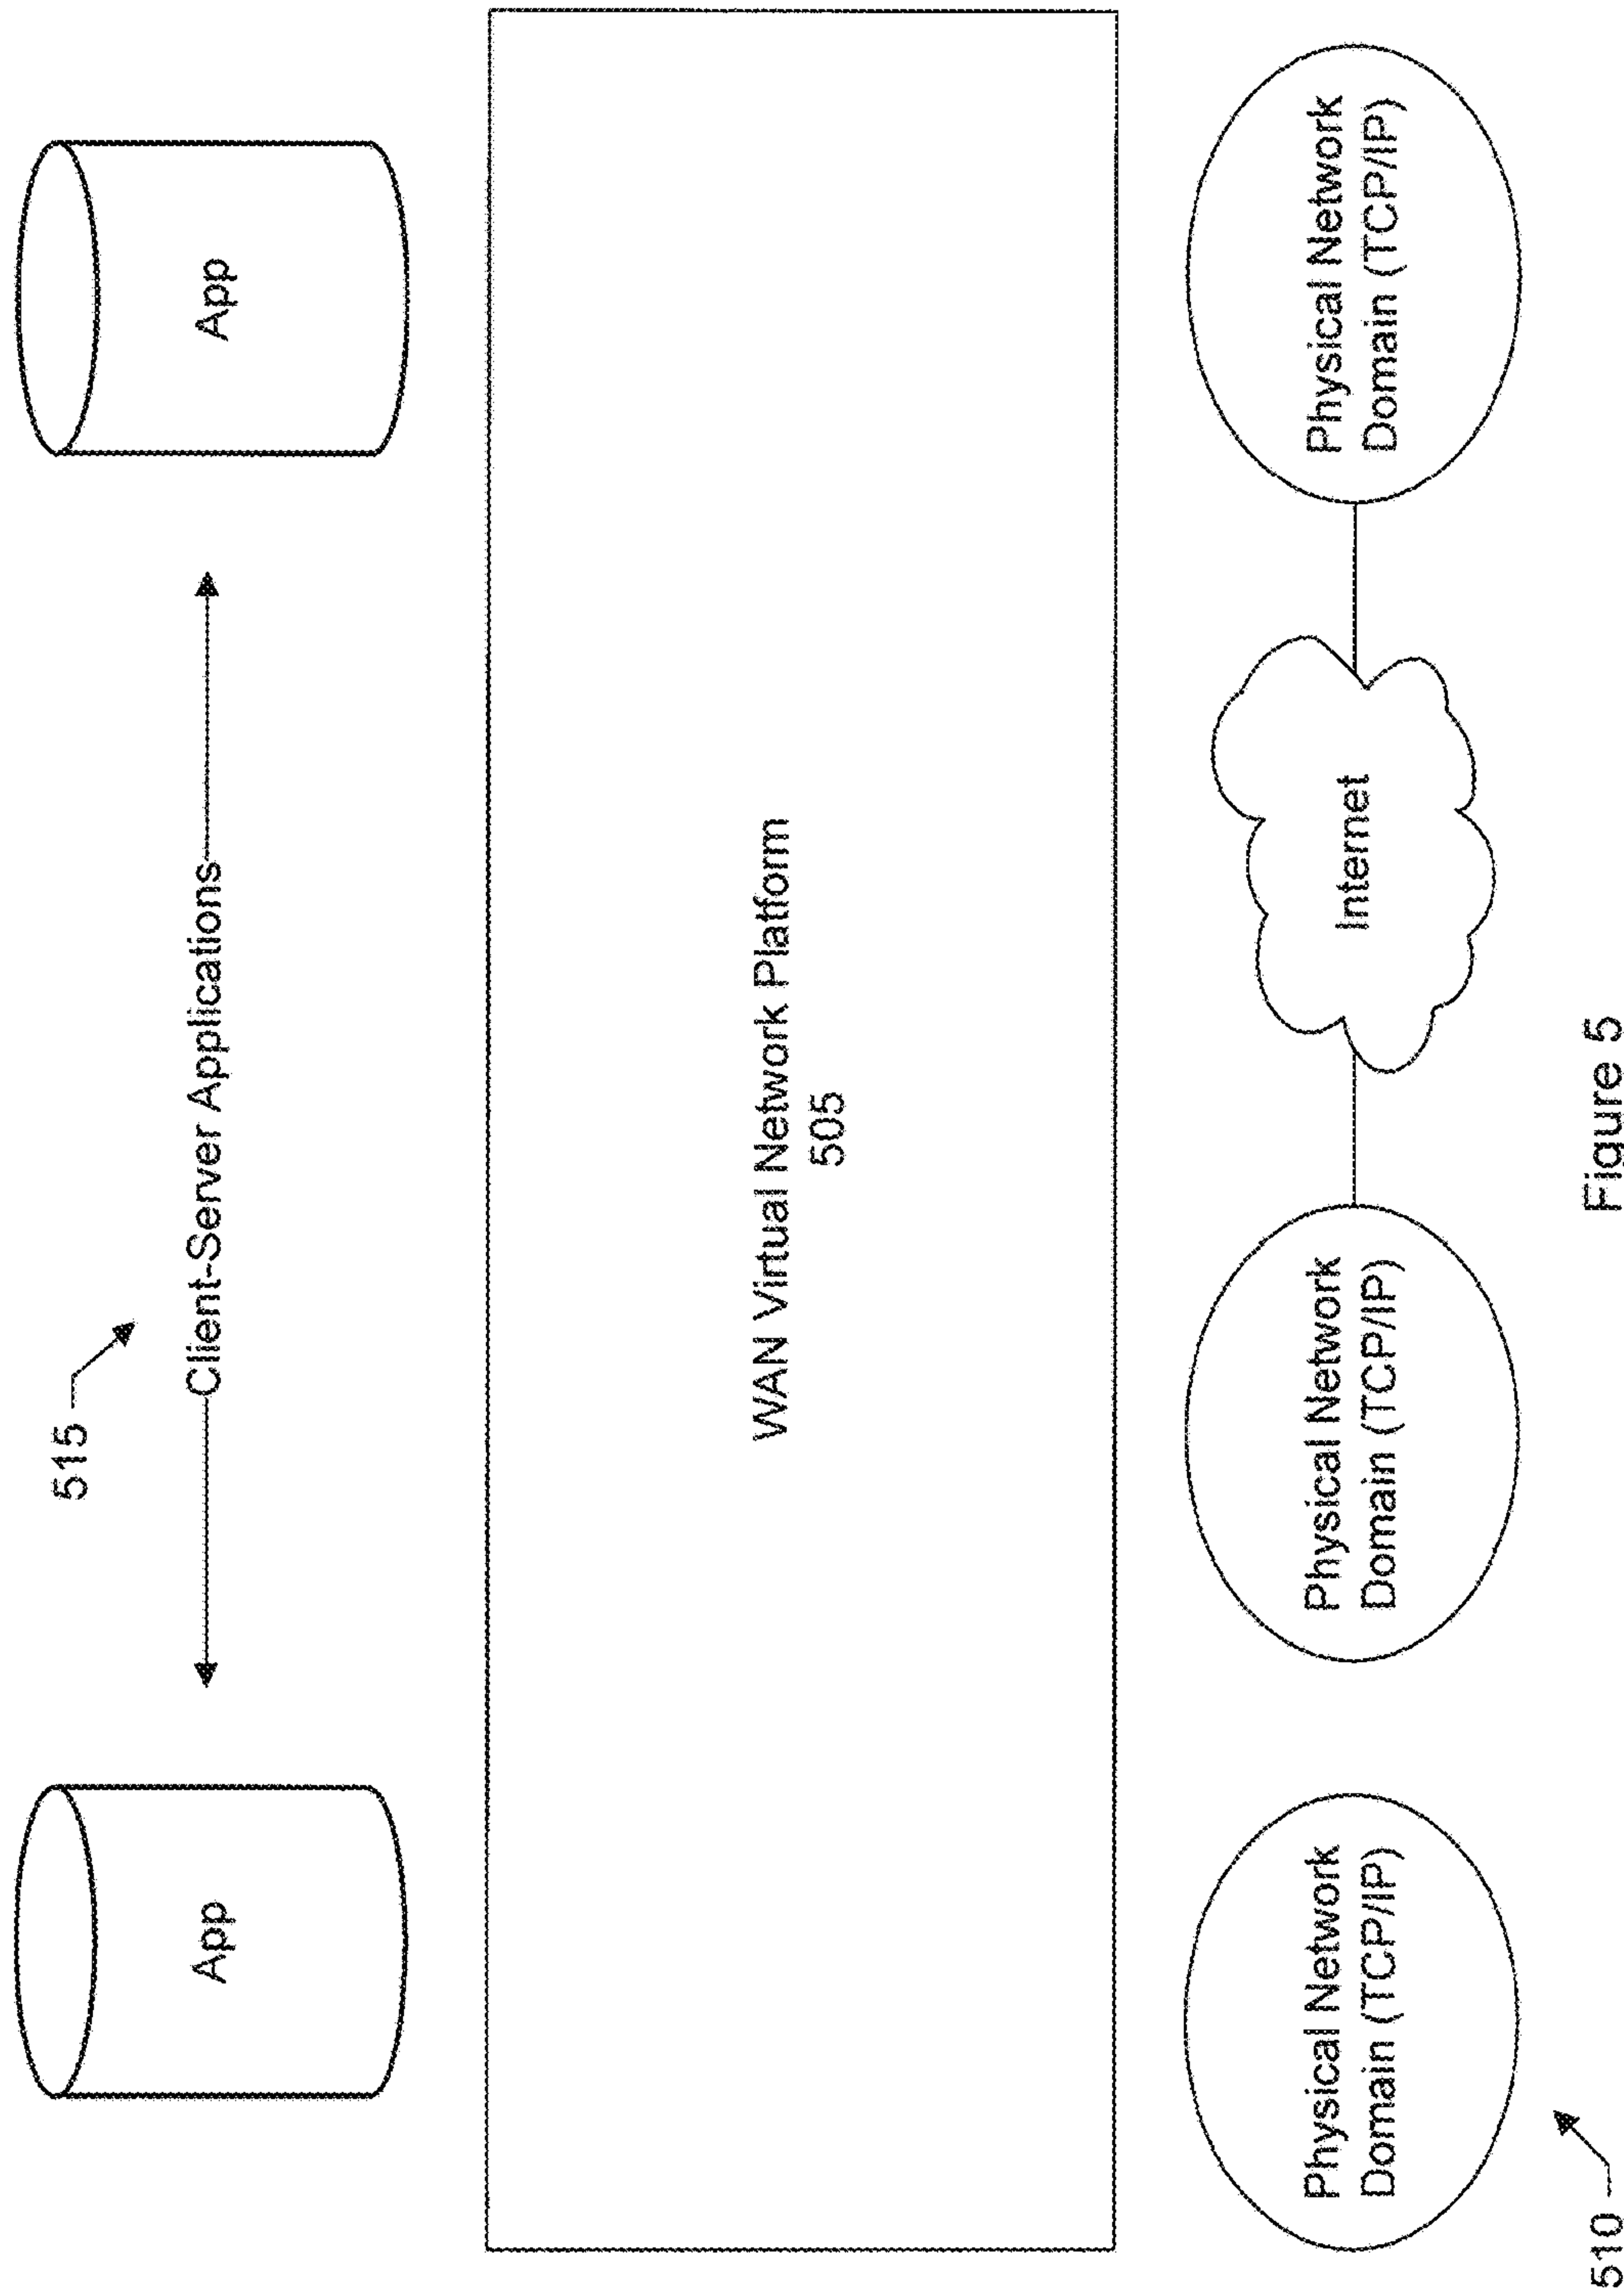 515
App
Client-Server Applications
App
WAN Virtual Network Platform
505
Physical Network
Domain (TCP/IP)
Physical Network
Domain (TCP/IP)
Internet
Physical Network
Domain (TCP/IP)
510
Figure 5